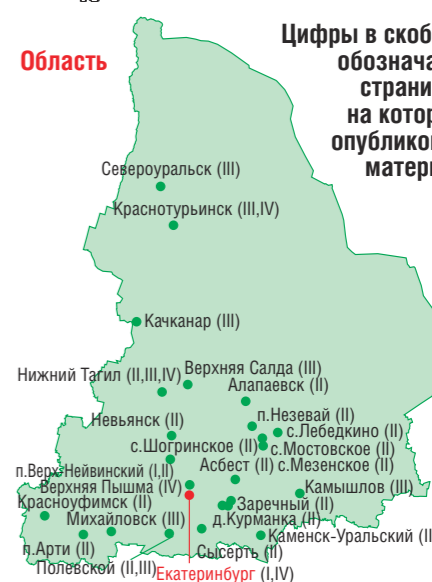 Область
Цифры в скоб
обознача
страни
на котор
опубликов
матери
Североуральск (III)
Краснотурьинск (III,IV)
Качканар (III)
Нижний Тагил (II,III,IV)
Верхняя Салда (III)
Алапаевск (II)
п.Незевай (II)
Невьянск (II)
с.Лебедкино (II)
с.Шогринское (II)
с.Мостовское (II)
п.Верх-Нейвинский (I,II)
Асбест (II)
с.Мезенское (II)
Верхняя Пышма (IV)
Камышлов (III)
Красноуфимск (II)
Заречный (II)
Михайловск (III)
д.Курманка (II)
п.Арти (II)
Сысерть (II)
Каменск-Уральский (II
Полевской (II,III)
Екатеринбург (I,IV)